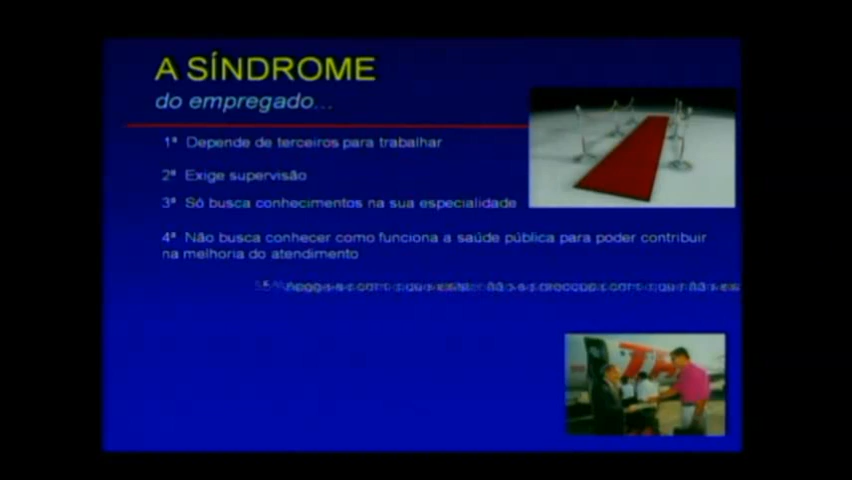 A SÍNDROME
do empregado...
1ª Depende de terceiros para trabalhar
2ª Exige supervisão
3ª Só busca conhecimentos na sua especialidade
4ª Não busca conhecer como funciona a saúde pública para poder contribuir
na melhoria do atendimento